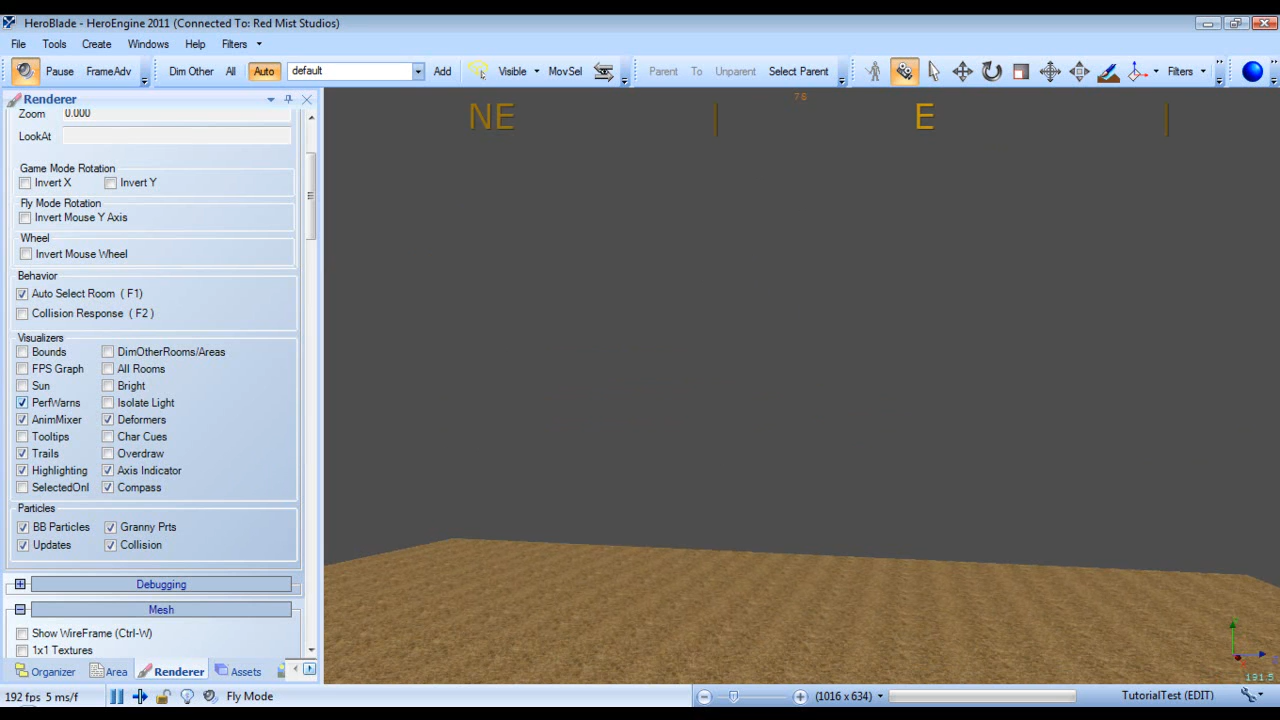 HeroBlade - HeroEngine 2011 (Connected To: Red Mist Studios)
File Tools Create Windows Help Filters
Pause FrameAdv Dim Other All Auto default Add Visible MovSel Parent To Unparent Select Parent Filters
Renderer
Zoom 0.000
LookAt
Game Mode Rotation
Invert X Invert Y
Fly Mode Rotation
Invert Mouse Y Axis
Wheel
Invert Mouse Wheel
Behavior
Auto Select Room ( F1)
Collision Response ( F2 )
Visualizers
Bounds DimOtherRooms/Areas
FPS Graph All Rooms
Sun Bright
PerfWarns Isolate Light
AnimMixer Deformers
Tooltips Char Cues
Trails Overdraw
Highlighting Axis Indicator
SelectedOnl Compass
Particles
BB Particles Granny Prts
Updates Collision
Debugging
Mesh
Show WireFrame (Ctrl-W)
1x1 Textures
Organizer Area Renderer Assets
NE 76 E
191.5
192 fps 5 ms/f Fly Mode (1016 x 634) TutorialTest (EDIT)